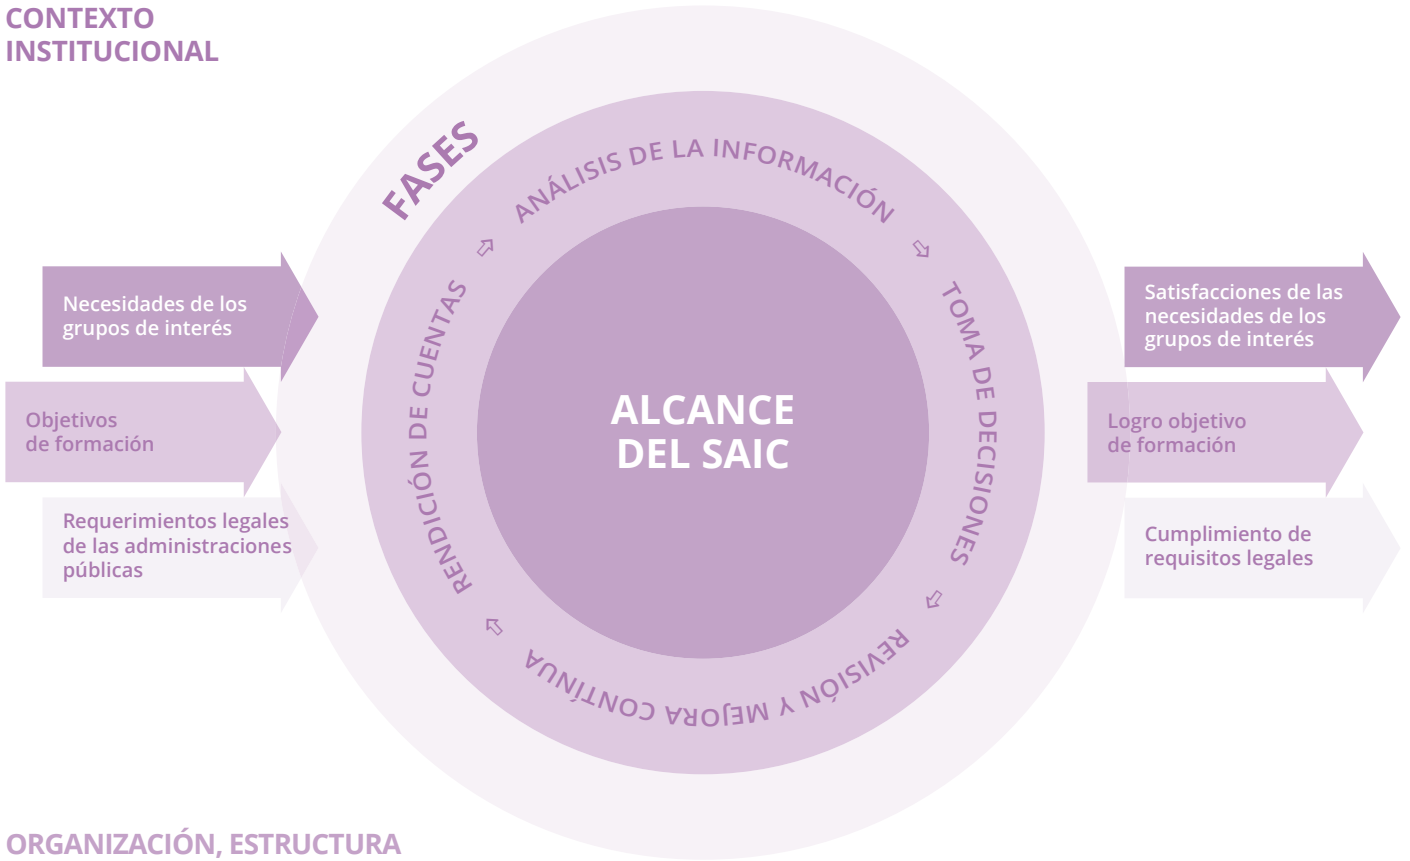 CONTEXTO
INSTITUCIONAL
FASES
ANÁLISIS DE LA INFORMACIÓN
TOMA DE DECISIONES
REVISIÓN Y MEJORA CONTÍNUA
RENDICIÓN DE CUENTAS
Necesidades de los
grupos de interés
Objetivos
de formación
Requerimientos legales
de las administraciones
públicas
ALCANCE
DEL SAIC
Satisfacciones de las
necesidades de los
grupos de interés
Logro objetivo
de formación
Cumplimiento de
requisitos legales
ORGANIZACIÓN, ESTRUCTURA